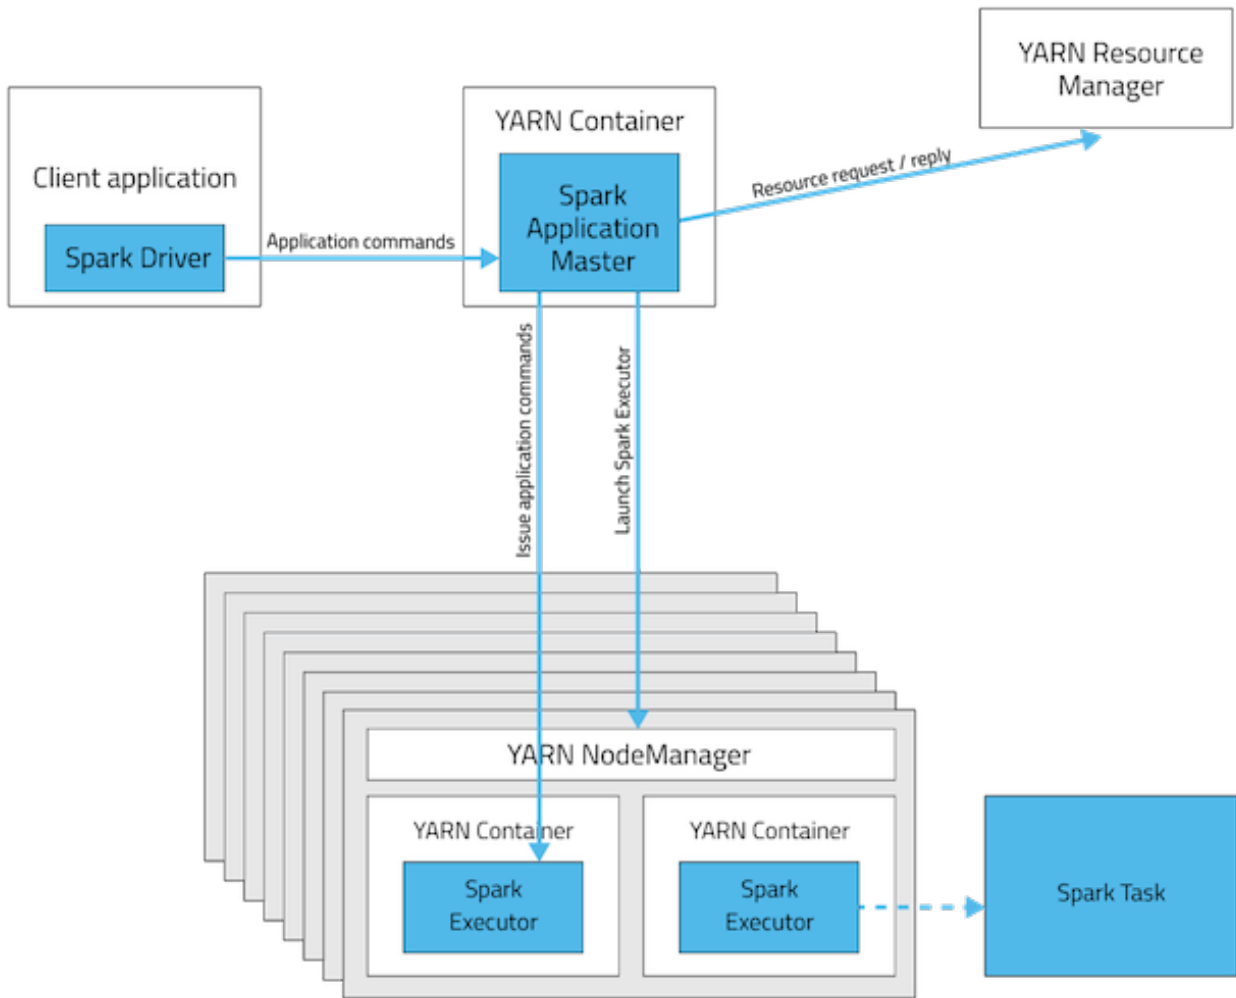 YARN Resource
Manager
YARN Container
Client application
Spark
Application
Master
Spark Driver
Application commands
Resource request / reply
Issue application commands
Launch Spark Executor
YARN NodeManager
YARN Container
YARN Container
Spark
Executor
Spark
Executor
Spark Task